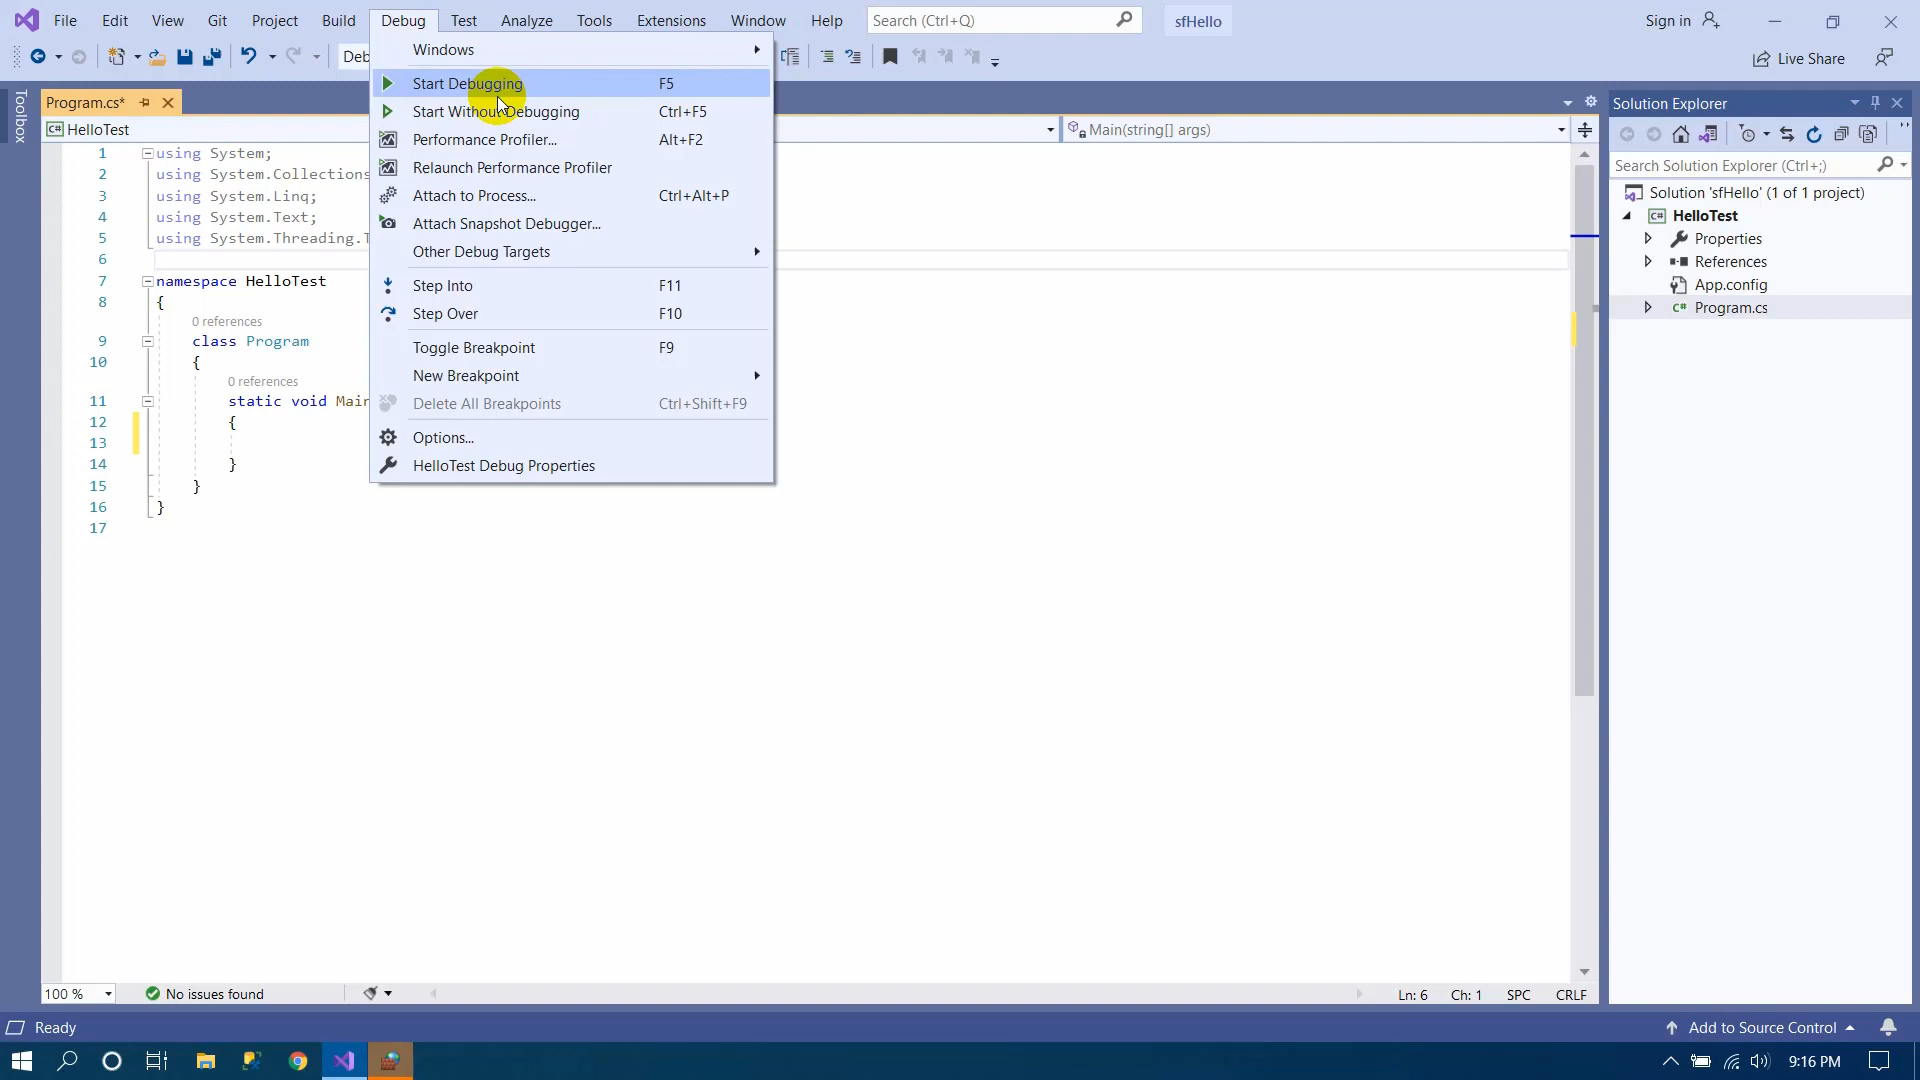 File Edit View Git Project Build Debug Test Analyze Tools Extensions Window Help Search (Ctrl+Q) sfHello Sign in
Deb
Live Share
Windows
Start Debugging F5
Start Without Debugging Ctrl+F5
Performance Profiler... Alt+F2
Relaunch Performance Profiler
Attach to Process... Ctrl+Alt+P
Attach Snapshot Debugger...
Other Debug Targets
Step Into F11
Step Over F10
Toggle Breakpoint F9
New Breakpoint
Delete All Breakpoints Ctrl+Shift+F9
Options...
HelloTest Debug Properties
Toolbox
Program.cs*
C# HelloTest
Main(string[] args)
1 using System;
2 using System.Collections
3 using System.Linq;
4 using System.Text;
5 using System.Threading.T
6
7 namespace HelloTest
8 {
0 references
9 class Program
10 {
0 references
11 static void Main
12 {
13
14 }
15 }
16 }
17
Solution Explorer
Search Solution Explorer (Ctrl+;)
Solution 'sfHello' (1 of 1 project)
C# HelloTest
Properties
References
App.config
C# Program.cs
100 % No issues found Ln: 6 Ch: 1 SPC CRLF
Ready Add to Source Control
9:16 PM